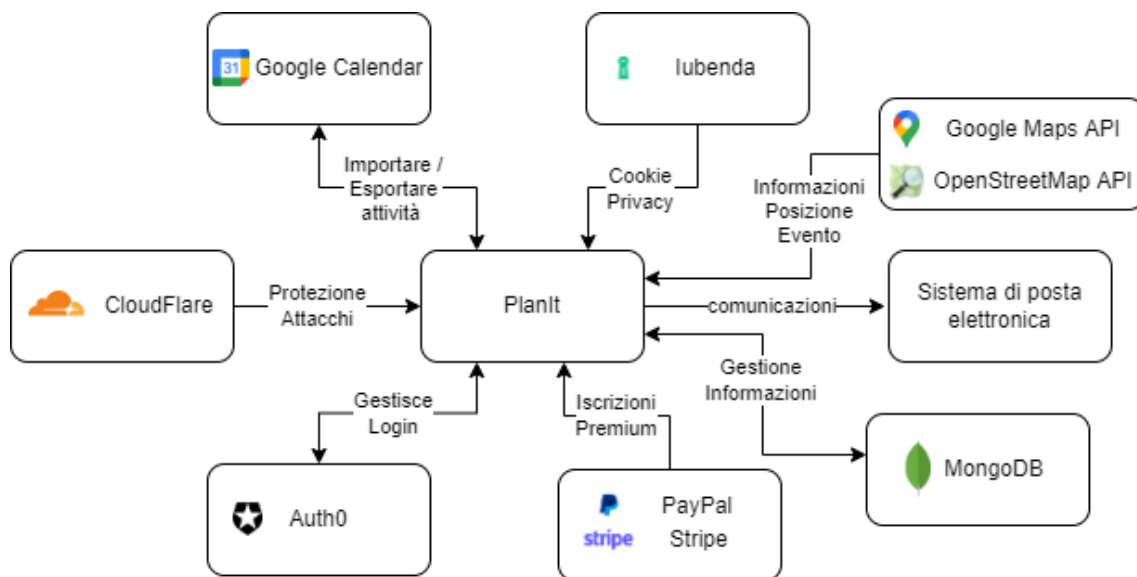 31
Google Calendar
Iubenda
Google Maps API
OpenStreetMap API
Importare /
Esportare
attività
Cookie
Privacy
Informazioni
Posizione
Evento
CloudFlare
Protezione
Attacchi
PlanIt
comunicazioni
Sistema di posta
elettronica
Gestisce
Login
Iscrizioni
Premium
Gestione
Informazioni
Auth0
PayPal
stripe
Stripe
MongoDB